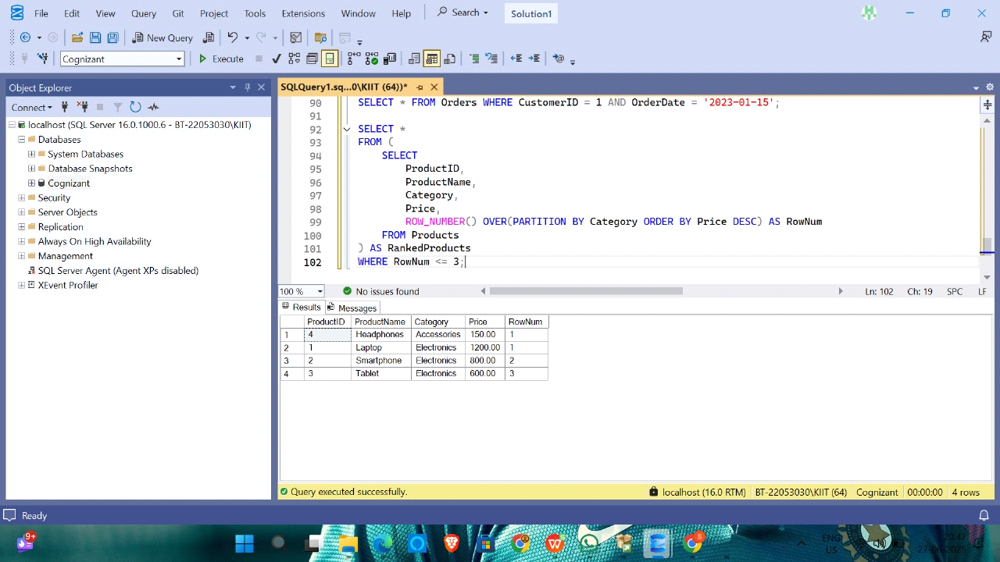 File Edit View Query Git Project Tools Extensions Window Help Search Solution1
New Query
Cognizant Execute
Object Explorer
Connect
localhost (SQL Server 16.0.1000.6 - BT-22053030\KIIT)
Databases
System Databases
Database Snapshots
Cognizant
Security
Server Objects
Replication
Always On High Availability
Management
SQL Server Agent (Agent XPs disabled)
XEvent Profiler
SQLQuery1.sq...0\KIIT (64))*
90 SELECT * FROM Orders WHERE CustomerID = 1 AND OrderDate = '2023-01-15';
91
92 SELECT *
93 FROM (
94 SELECT
95 ProductID,
96 ProductName,
97 Category,
98 Price,
99 ROW_NUMBER() OVER(PARTITION BY Category ORDER BY Price DESC) AS RowNum
100 FROM Products
101 ) AS RankedProducts
102 WHERE RowNum <= 3;
100 % No issues found Ln: 102 Ch: 19 SPC LF
Results Messages
ProductID ProductName Category Price RowNum
1 4 Headphones Accessories 150.00 1
2 1 Laptop Electronics 1200.00 1
3 2 Smartphone Electronics 800.00 2
4 3 Tablet Electronics 600.00 3
Query executed successfully. localhost (16.0 RTM) BT-22053030\KIIT (64) Cognizant 00:00:00 4 rows
Ready
9+
ENG 20:47
US 27-06-2025